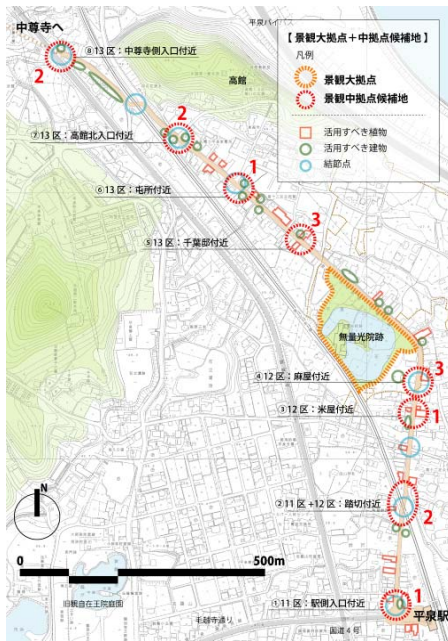 中尊寺へ
平泉バイパス
⑧13区：中尊寺側入口付近
【 景観大拠点＋中拠点候補地 】
凡例
景観大拠点
景観中拠点候補地
活用すべき植物
活用すべき建物
結節点
高館
2
⑦13区：高館北入口付近
2
⑥13区：屯所付近
1
⑤13区：千葉邸付近
3
無量光院跡
④12区：麻屋付近
3
③12区：米屋付近
1
②11区+12区：踏切付近
2
N
0
500m
①11区：駅側入口付近
1
平泉駅
旧観自在王院庭園
毛越寺通り
国道4号